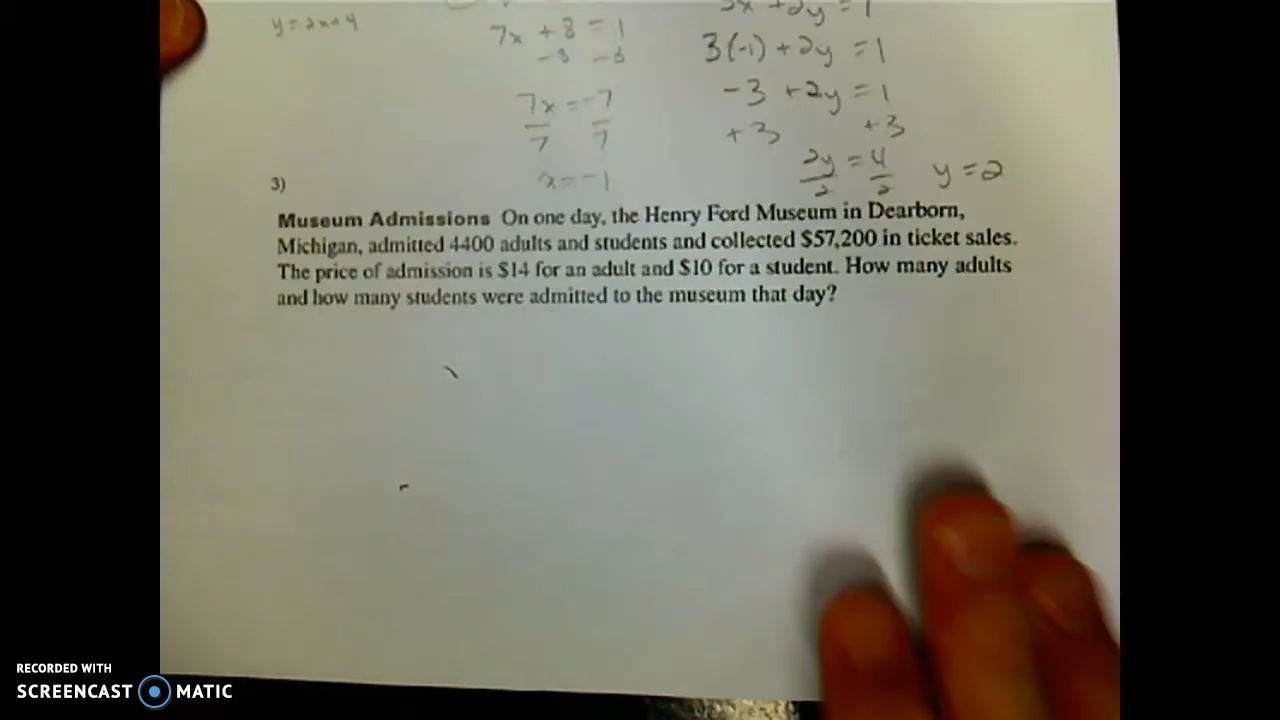 3x + 2y = 1
y = 2x + 4
7x + 8 = 1
3(-1) + 2y = 1
-8 -8
-3 + 2y = 1
7x = -7
7 7
+3 +3
2y = 4 y = 2
2 2
x = -1
3)
Museum Admissions On one day, the Henry Ford Museum in Dearborn,
Michigan, admitted 4400 adults and students and collected $57,200 in ticket sales.
The price of admission is $14 for an adult and $10 for a student. How many adults
and how many students were admitted to the museum that day?
RECORDED WITH
SCREENCAST MATIC